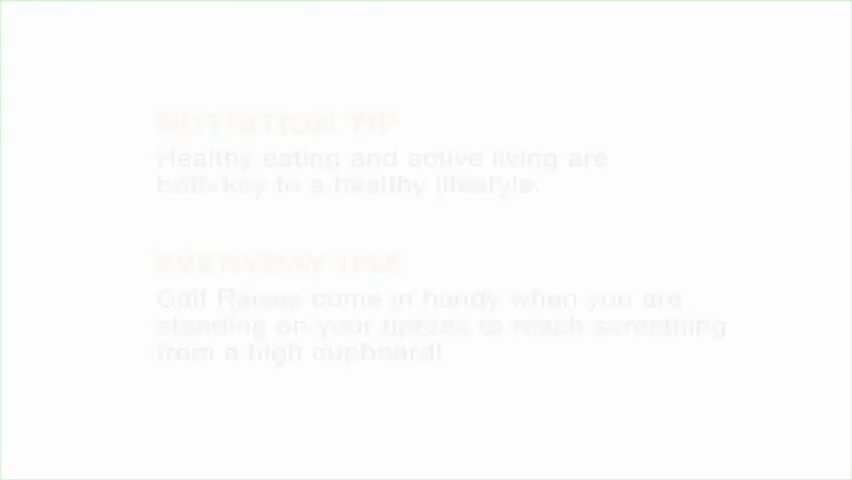 NUTRITION TIP
Healthy eating and active living are
both key to a healthy lifestyle.
EVERYDAY USE
Calf Raises come in handy when you are
standing on your tiptoes to reach something
from a high cupboard!